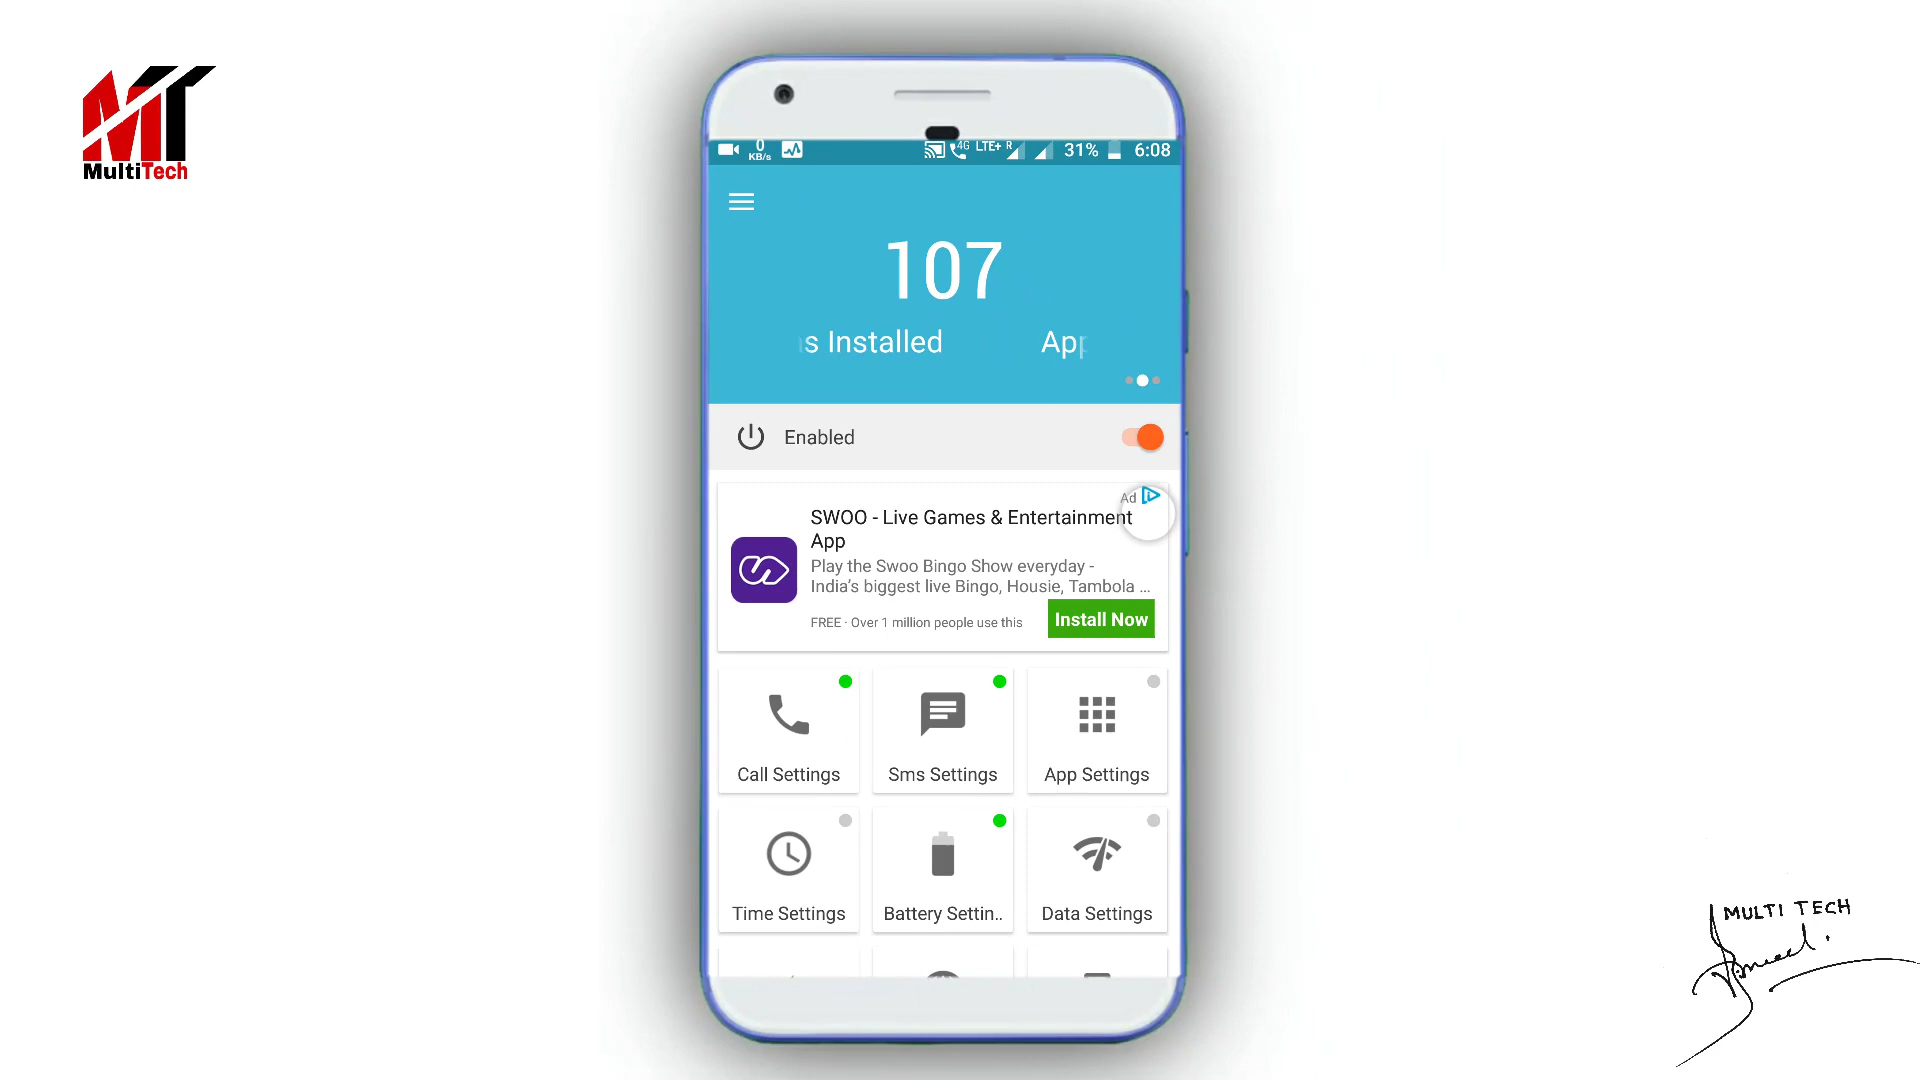 MT
MultiTech
0
KB/s
4G LTE+ R 31% 6:08
107
s Installed App
Enabled
Ad
SWOO - Live Games & Entertainment
App
Play the Swoo Bingo Show everyday -
India's biggest live Bingo, Housie, Tambola ...
FREE · Over 1 million people use this
Install Now
Call Settings Sms Settings App Settings
Time Settings Battery Settin.. Data Settings
MULTI TECH